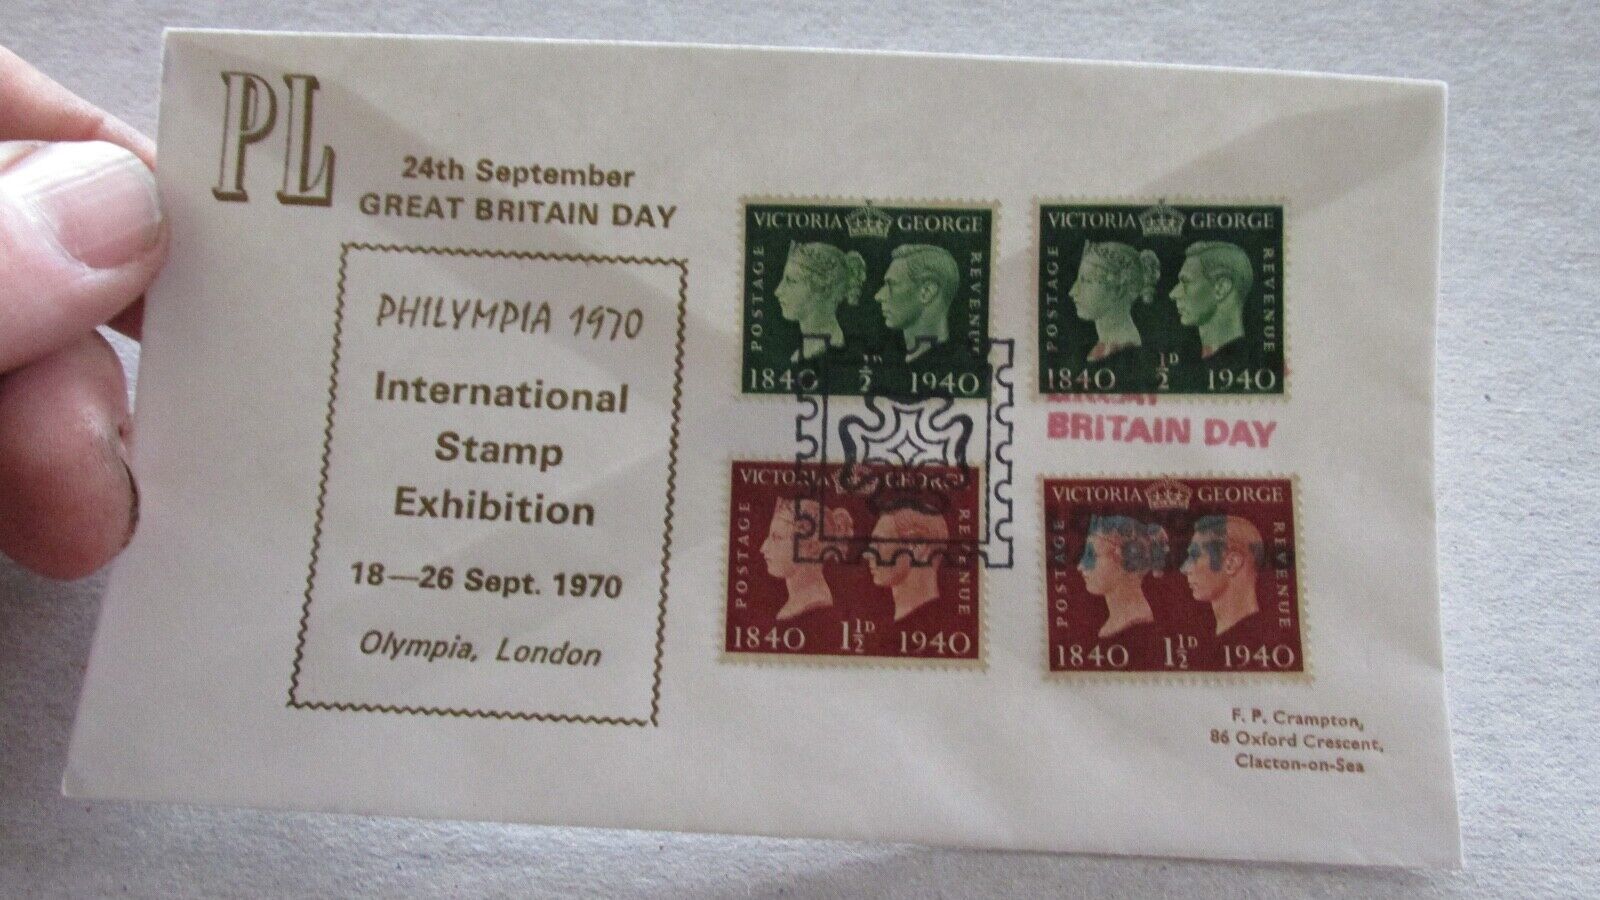 PL
24th September
GREAT BRITAIN DAY
PHILYMPIA 1970
International
Stamp
Exhibition
18—26 Sept. 1970
Olympia, London
VICTORIA GEORGE
POSTAGE
REVENUE
1840 ½D 1940
VICTORIA GEORGE
POSTAGE
REVENUE
1840 ½D 1940
GREAT
BRITAIN DAY
VICTORIA GEORGE
POSTAGE
REVENUE
1840 1½D 1940
VICTORIA GEORGE
POSTAGE
REVENUE
SEPT
1840 1½D 1940
F. P. Crampton,
86 Oxford Crescent,
Clacton-on-Sea